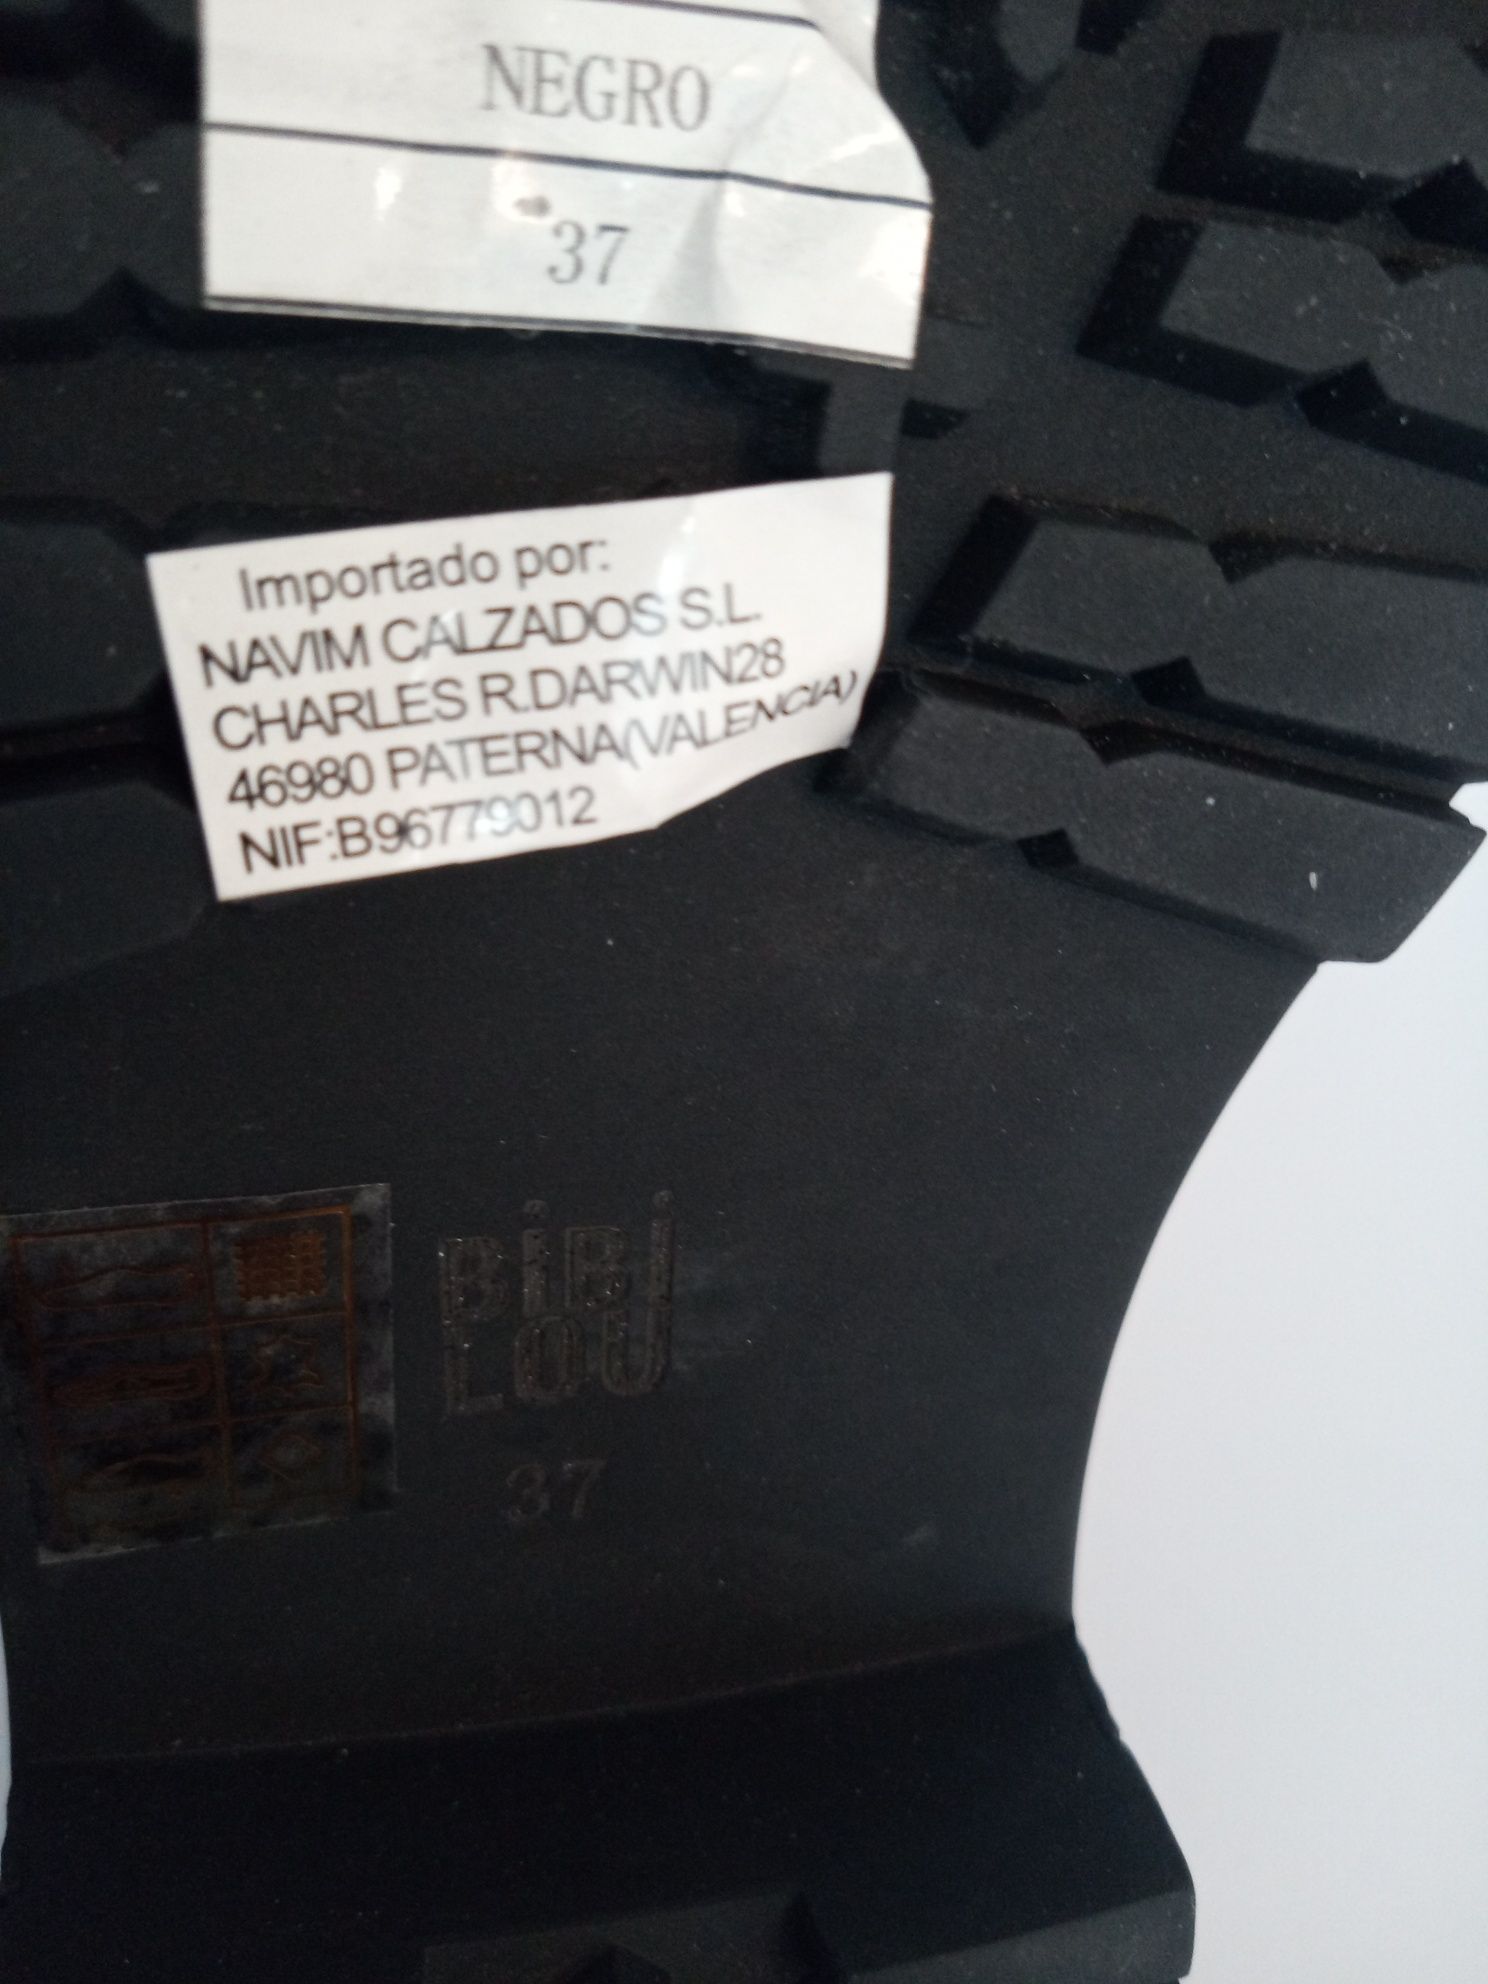 NEGRO
37
Importado por:
NAVIM CALZADOS S.L.
CHARLES R.DARWIN28
46980 PATERNA(VALENCIA)
NIF:B96779012
BiBi
LOU
37